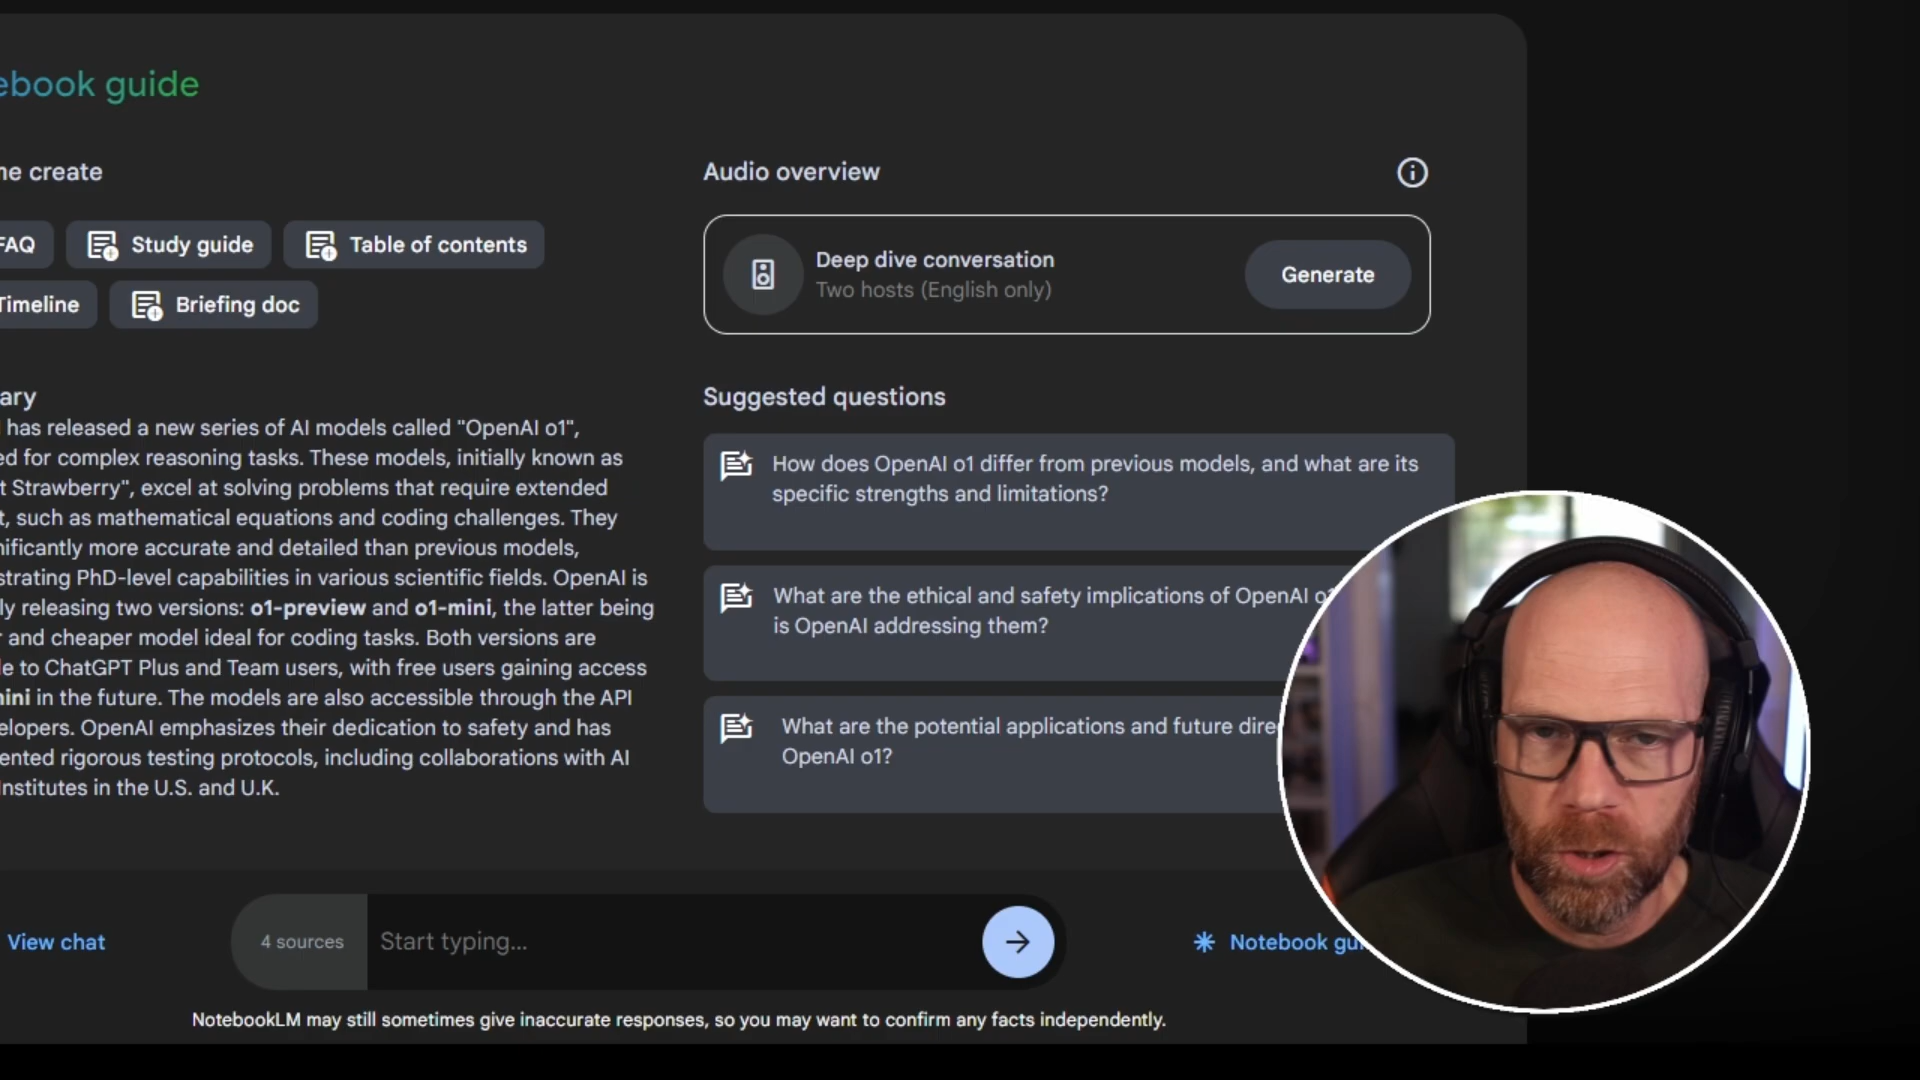 ebook guide
ne create
FAQ
Study guide
Table of contents
Timeline
Briefing doc
ary
has released a new series of AI models called "OpenAI o1",
ed for complex reasoning tasks. These models, initially known as
t Strawberry", excel at solving problems that require extended
t, such as mathematical equations and coding challenges. They
nificantly more accurate and detailed than previous models,
strating PhD-level capabilities in various scientific fields. OpenAI is
ly releasing two versions: o1-preview and o1-mini, the latter being
r and cheaper model ideal for coding tasks. Both versions are
le to ChatGPT Plus and Team users, with free users gaining access
nini in the future. The models are also accessible through the API
elopers. OpenAI emphasizes their dedication to safety and has
ented rigorous testing protocols, including collaborations with AI
Institutes in the U.S. and U.K.
Audio overview
Deep dive conversation
Two hosts (English only)
Generate
Suggested questions
How does OpenAI o1 differ from previous models, and what are its
specific strengths and limitations?
What are the ethical and safety implications of OpenAI o1
is OpenAI addressing them?
What are the potential applications and future dire
OpenAI o1?
View chat
4 sources
Start typing...
Notebook gui
NotebookLM may still sometimes give inaccurate responses, so you may want to confirm any facts independently.